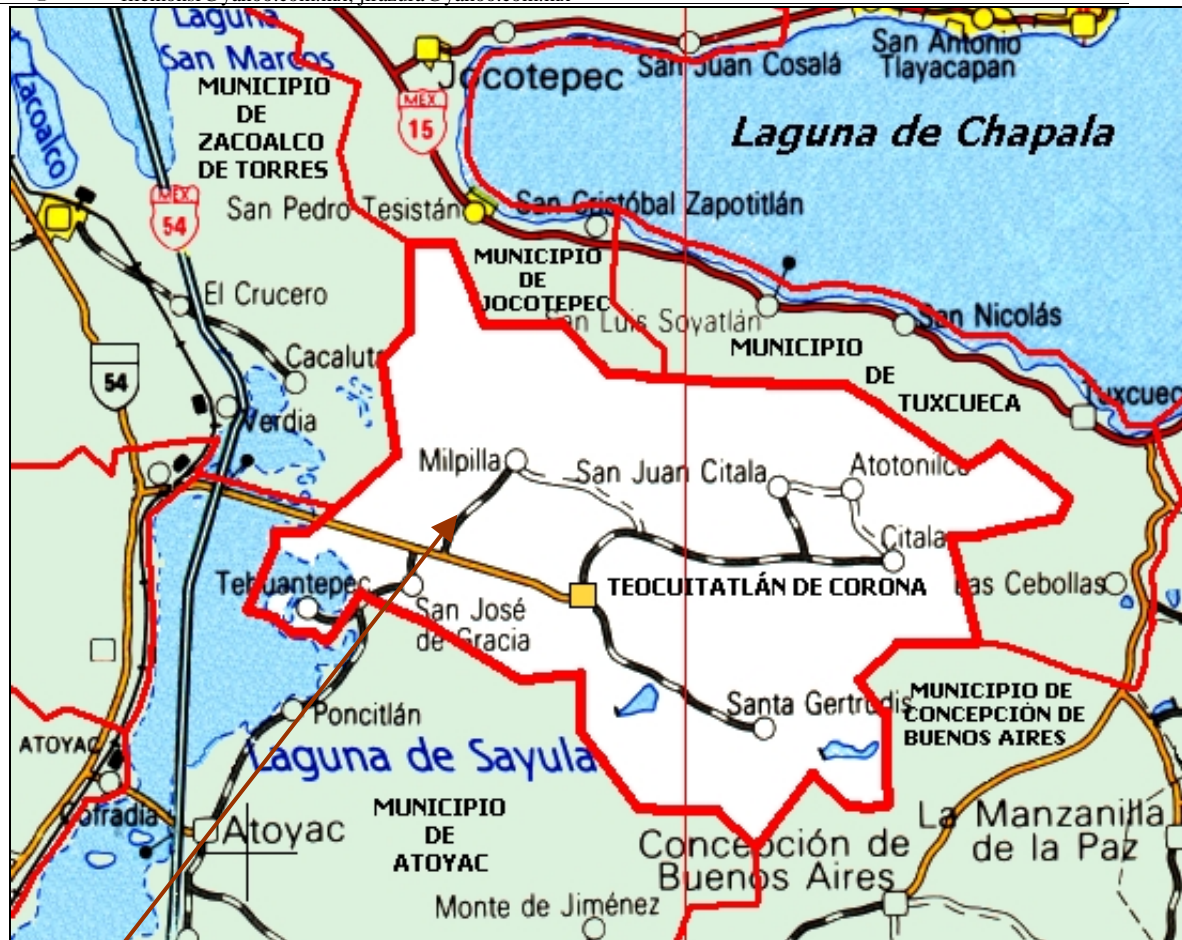 Laguna
San Marcos
MUNICIPIO
DE
ZACOALCO
DE TORRES
Zacoalco
Jocotepec
San Juan Cosalá
San Antonio
Tlayacapan
MEX
15
Laguna de Chapala
MEX
54
San Pedro Tesistán
San Cristóbal Zapotitlán
MUNICIPIO
DE
JOCOTEPEC
El Crucero
San Luis Soyatlán
San Nicolás
MUNICIPIO
DE
TUXCUECA
Cacaluta
54
Verdia
Tuxcuec
Milpilla
San Juan Citala
Atotonilco
Citala
Tehuantepec
TEOCUITATLÁN DE CORONA
Las Cebollas
San José
de Gracia
Santa Gertrudis
MUNICIPIO DE
CONCEPCIÓN DE
BUENOS AIRES
Poncitlán
ATOYAC
Laguna de Sayula
Cofradia
MUNICIPIO
DE
ATOYAC
Atoyac
Concepción de
Buenos Aires
La Manzanilla
de la Paz
Monte de Jiménez